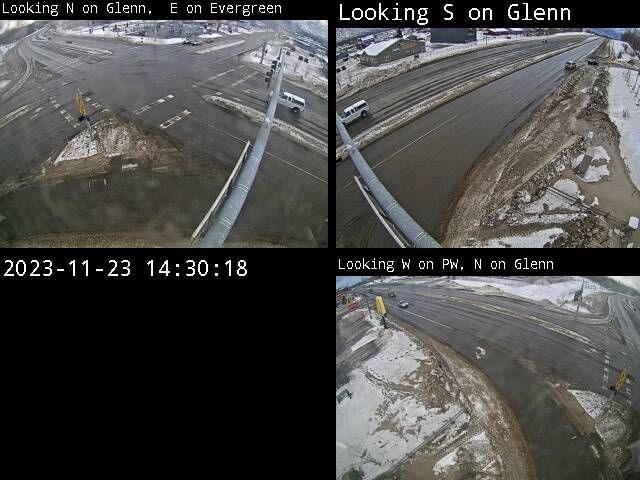 Looking N on Glenn,  E on Evergreen
Looking S on Glenn
2023-11-23 14:30:18
Looking W on PW, N on Glenn